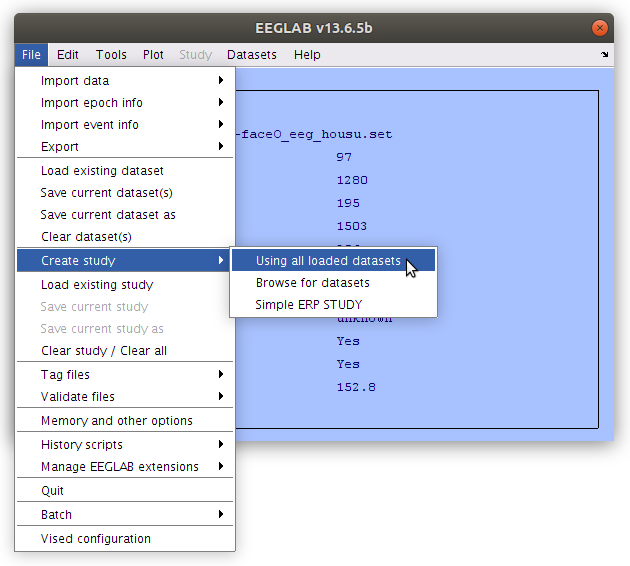 EEGLAB v13.6.5b
File Edit Tools Plot Study Datasets Help
Import data
Import epoch info
Import event info
Export
Load existing dataset
Save current dataset(s)
Save current dataset as
Clear dataset(s)
Create study
Load existing study
Save current study
Save current study as
Clear study / Clear all
Tag files
Validate files
Memory and other options
History scripts
Manage EEGLAB extensions
Quit
Batch
Vised configuration
Using all loaded datasets
Browse for datasets
Simple ERP STUDY
-faceO_eeg_housu.set
97
1280
195
1503
unknown
Yes
Yes
152.8